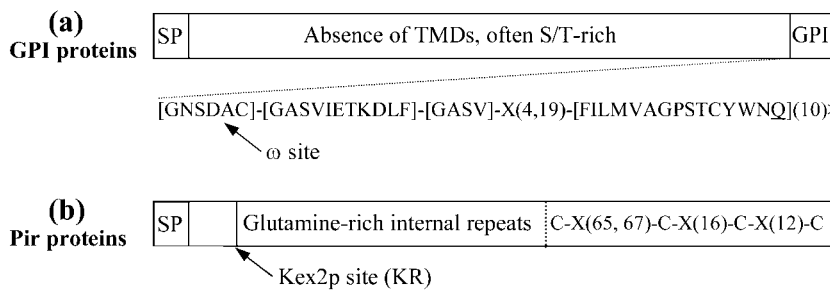 (a)
GPI proteins
SP Absence of TMDs, often S/T-rich GPI
[GNSDAC]-[GASVIETKDLF]-[GASV]-X(4,19)-[FILMVAGPSTCYWNQ](10)>
ω site
(b)
Pir proteins
SP Glutamine-rich internal repeats C-X(65, 67)-C-X(16)-C-X(12)-C
Kex2p site (KR)